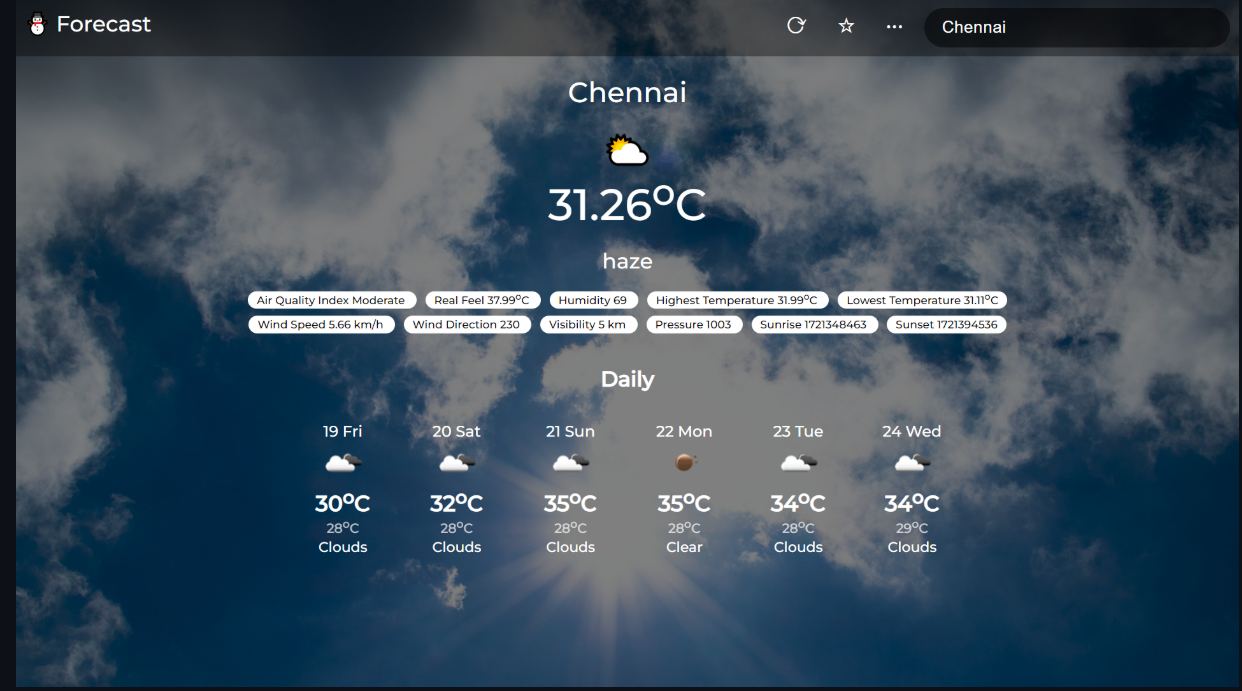 Forecast
Chennai
Chennai
31.26°C
haze
Air Quality Index Moderate Real Feel 37.99°C Humidity 69 Highest Temperature 31.99°C Lowest Temperature 31.11°C
Wind Speed 5.66 km/h Wind Direction 230 Visibility 5 km Pressure 1003 Sunrise 1721348463 Sunset 1721394536
Daily
19 Fri 20 Sat 21 Sun 22 Mon 23 Tue 24 Wed
30°C 32°C 35°C 35°C 34°C 34°C
28°C 28°C 28°C 28°C 28°C 29°C
Clouds Clouds Clouds Clear Clouds Clouds